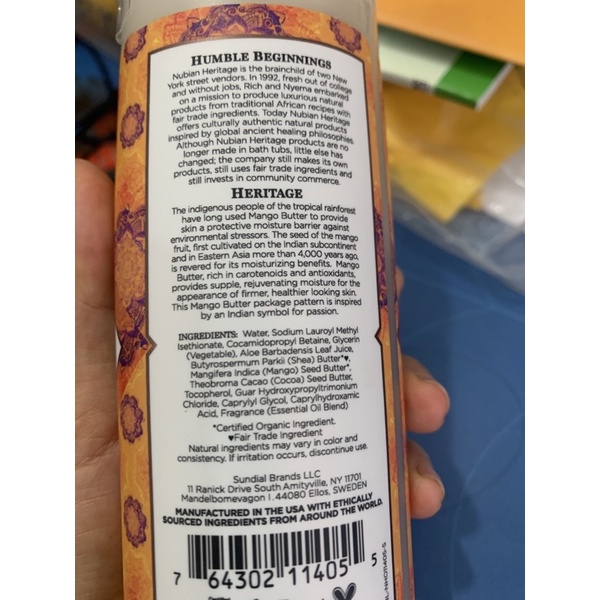 HUMBLE BEGINNINGS
Nubian Heritage is the brainchild of two New
York street vendors. In 1992, fresh out of college
and without jobs, Rich and Nyema embarked
on a mission to produce luxurious natural
products from traditional African recipes with
fair trade ingredients. Today Nubian Heritage
offers culturally authentic natural products
inspired by global ancient healing philosophies.
Although Nubian Heritage products are no
longer made in bath tubs, little else has
changed; the company still makes its own
products, still uses fair trade ingredients and
still invests in community commerce.
HERITAGE
The indigenous people of the tropical rainforest
have long used Mango Butter to provide
skin a protective moisture barrier against
environmental stressors. The seed of the mango
fruit, first cultivated on the Indian subcontinent
and in Eastern Asia more than 4,000 years ago,
is revered for its moisturizing benefits. Mango
Butter, rich in carotenoids and antioxidants,
provides supple, rejuvenating moisture for the
appearance of firmer, healthier looking skin.
This Mango Butter package pattern is inspired
by an Indian symbol for passion.
INGREDIENTS: Water, Sodium Lauroyl Methyl
Isethionate, Cocamidopropyl Betaine, Glycerin
(Vegetable), Aloe Barbadensis Leaf Juice,
Butyrospermum Parkii (Shea) Butter*♥,
Mangifera Indica (Mango) Seed Butter*,
Theobroma Cacao (Cocoa) Seed Butter,
Tocopherol, Guar Hydroxypropyltrimonium
Chloride, Caprylyl Glycol, Caprylhydroxamic
Acid, Fragrance (Essential Oil Blend)
*Certified Organic Ingredient.
♥Fair Trade Ingredient
Natural ingredients may vary in color and
consistency. If irritation occurs, discontinue use.
Sundial Brands LLC
11 Ranick Drive South Amityville, NY 11701
Mandelbomevagon 1, 44080 Ellos, SWEDEN
MANUFACTURED IN THE USA WITH ETHICALLY
SOURCED INGREDIENTS FROM AROUND THE WORLD.
7 64302 11405 5
Certified